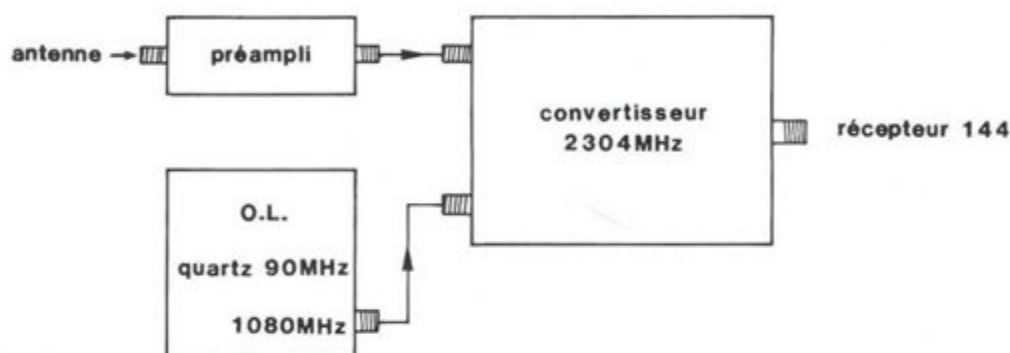 antenne
préampli
convertisseur
2304MHz
récepteur 144
O.L.
quartz 90MHz
1080MHz